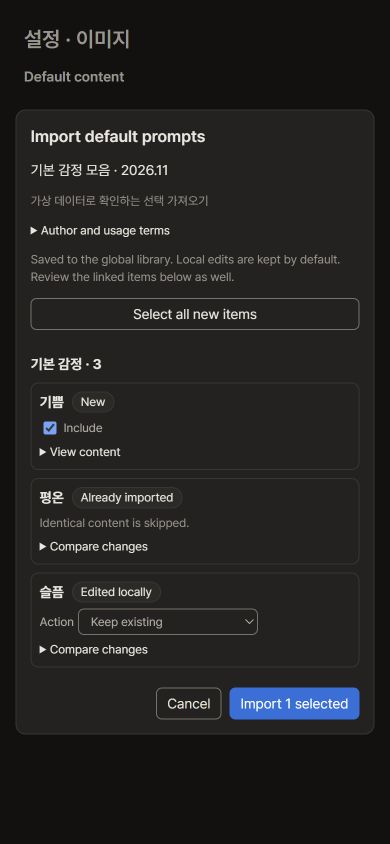 설정 · 이미지
Default content
Import default prompts
기본 감정 모음 · 2026.11
가상 데이터로 확인하는 선택 가져오기
▶ Author and usage terms
Saved to the global library. Local edits are kept by default.
Review the linked items below as well.
Select all new items
기본 감정 · 3
기쁨 New
Include
▶ View content
평온 Already imported
Identical content is skipped.
▶ Compare changes
슬픔 Edited locally
Action Keep existing
▶ Compare changes
Cancel Import 1 selected